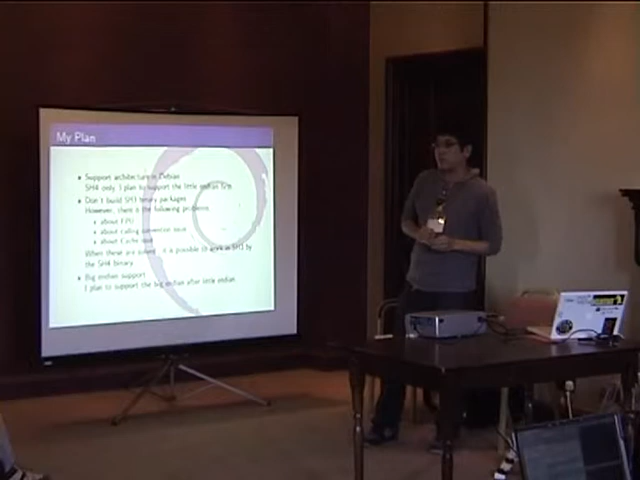 My Plan
Support architecture in Debian
SH4 only. I plan to support the little endian first.
Don't build SH3 binary packages
However, there is the following problems
about FPU
about calling convention issue
about Cache issue
When these are solved, it is possible to work in SH3 by
the SH4 binary.
Big endian support
I plan to support the big endian after little endian.